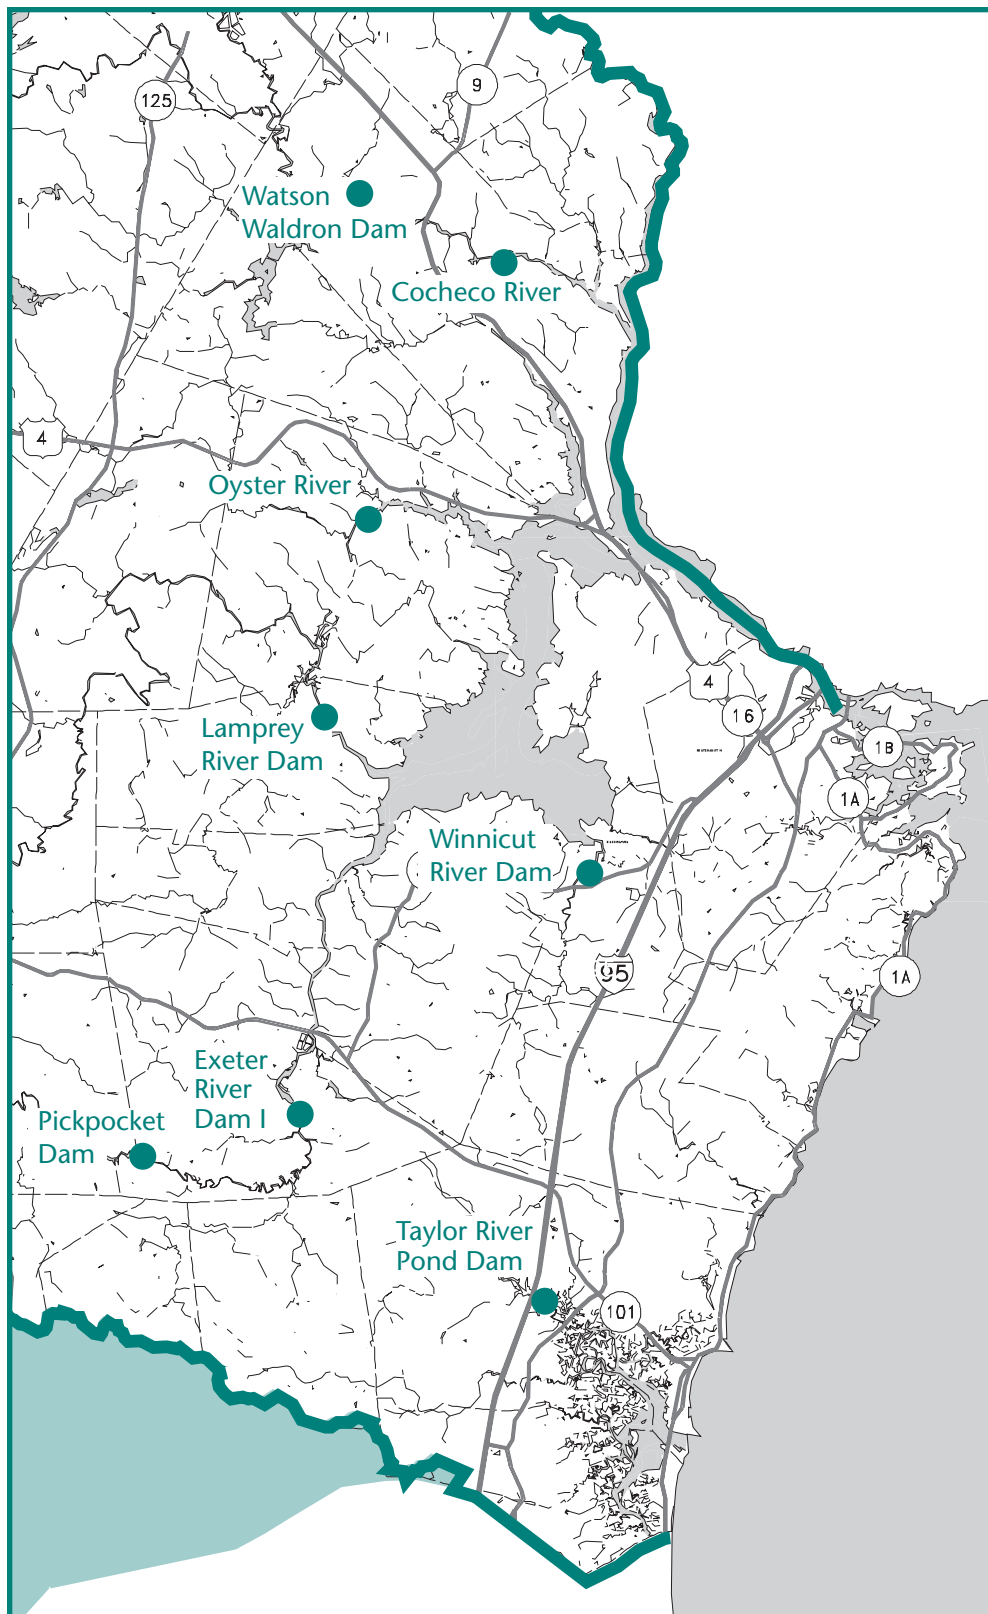 9
125
Watson
Waldron Dam
Cocheco River
4
Oyster River
4
16
Lamprey
River Dam
1B
1A
Winnicut
River Dam
95
1A
Exeter
River
Dam I
Pickpocket
Dam
Taylor River
Pond Dam
101